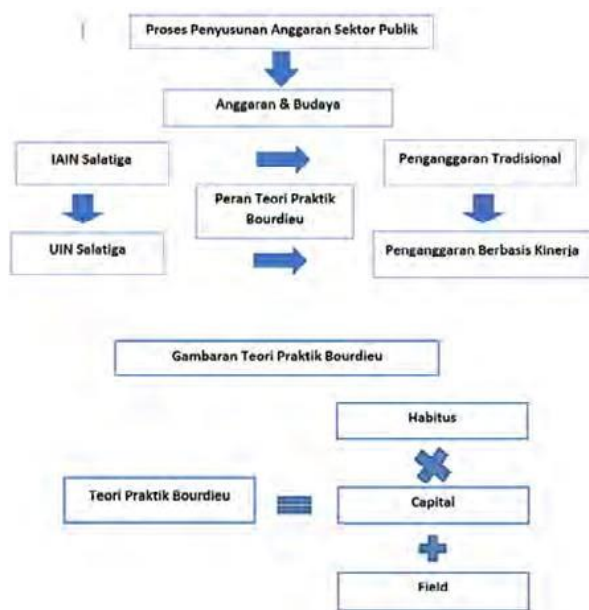 Proses Penyusunan Anggaran Sektor Publik
Anggaran & Budaya
IAIN Salatiga
Penganggaran Tradisional
Peran Teori Praktik
Bourdieu
UIN Salatiga
Penganggaran Berbasis Kinerja
Gambaran Teori Praktik Bourdieu
Habitus
Teori Praktik Bourdieu
Capital
Field